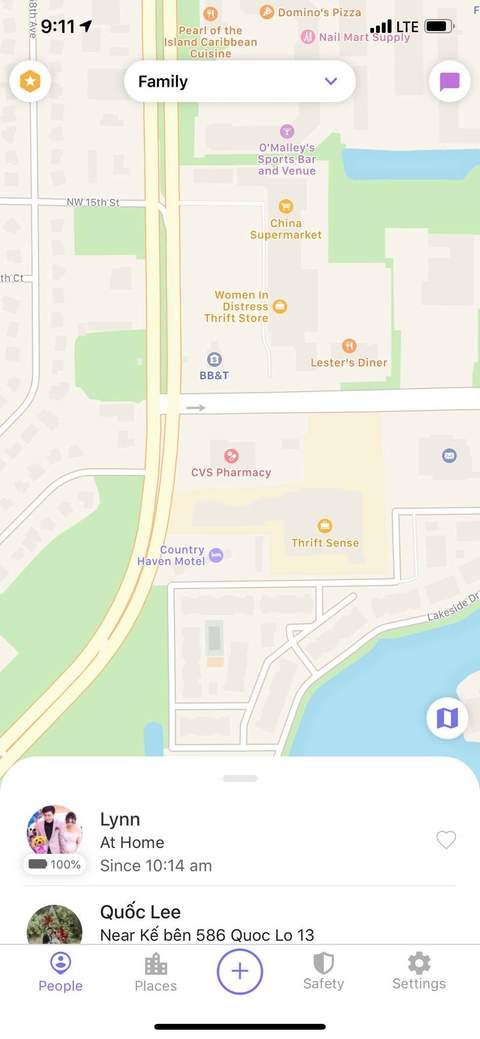 9:11
LTE
8th Ave
Domino's Pizza
Pearl of the
Island Caribbean
Cuisine
Nail Mart Supply
F
Family
O'Malley's
Sports Bar
and Venue
NW 15th St
China
Supermarket
th Ct
Women In
Distress
Thrift Store
Lester's Diner
BB&T
CVS Pharmacy
Thrift Sense
Country
Haven Motel
Lakeside Dr
Lynn
At Home
100%
Since 10:14 am
Quốc Lee
Near Kế bên 586 Quoc Lo 13
People
Places
Safety
Settings